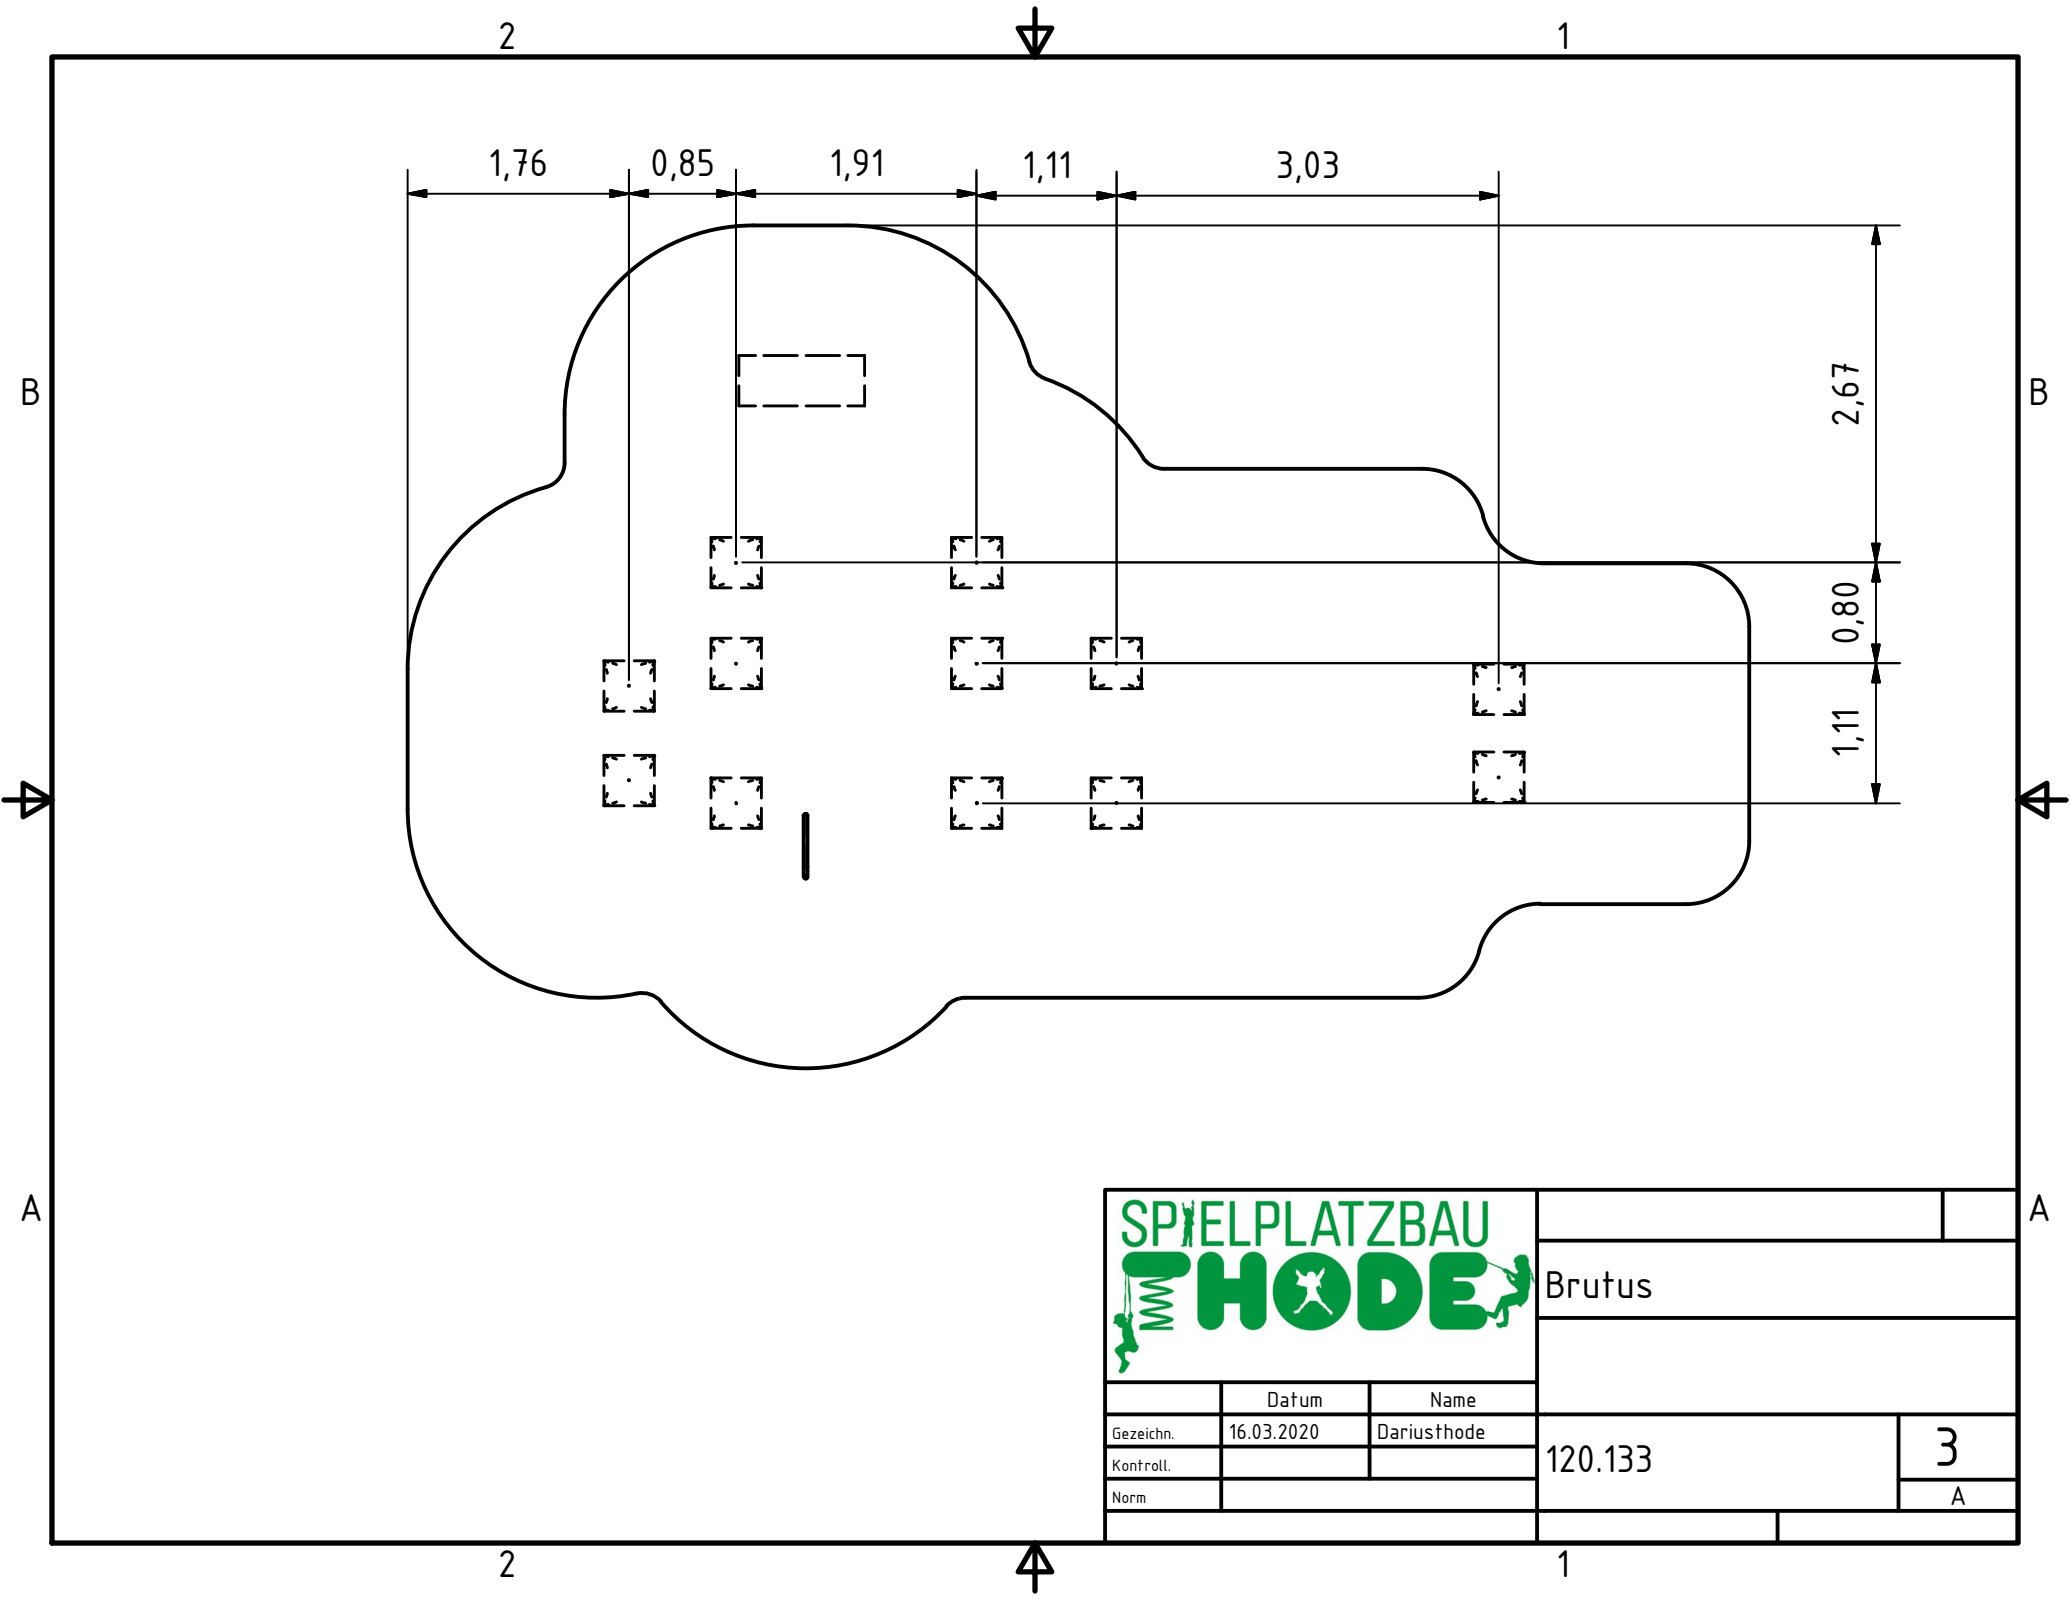 2 1
1,76 0,85 1,91 1,11 3,03
B 2,67 B
0,80
1,11
A A
SPIELPLATZBAU
THODE
Brutus
Datum Name
Gezeichn. 16.03.2020 Dariusthode
Kontroll.
Norm
120.133
3
A
2 1